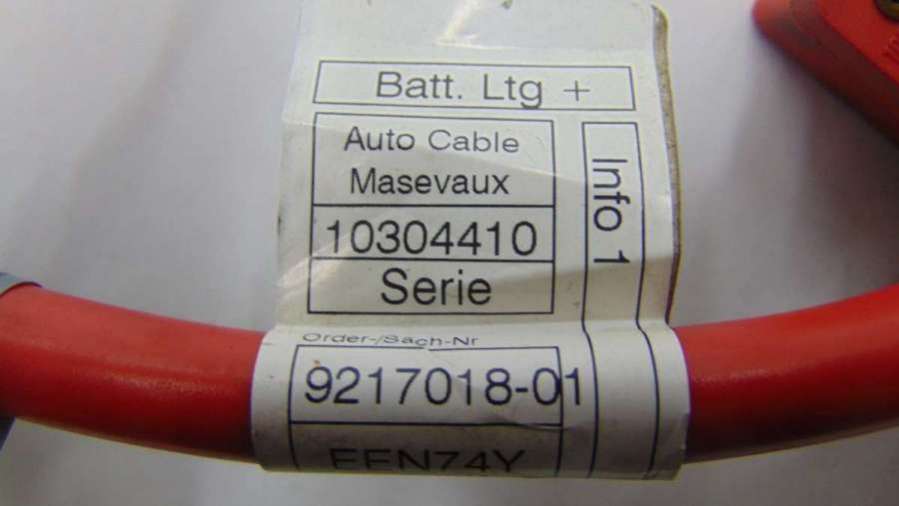 Batt. Ltg +
Auto Cable
Masevaux
10304410
Serie
Info 1
Order-/Sach-Nr
9217018-01